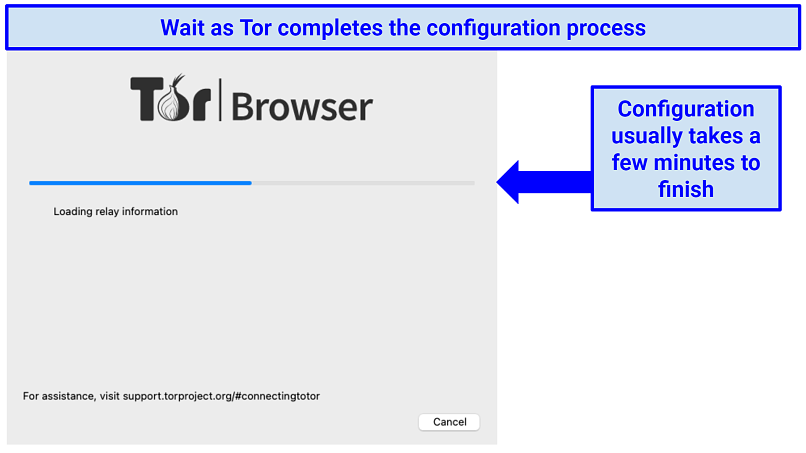 Wait as Tor completes the configuration process
Tor Browser
Configuration
usually takes a
few minutes to
finish
Loading relay information
For assistance, visit support.torproject.org/#connectingtotor
Cancel